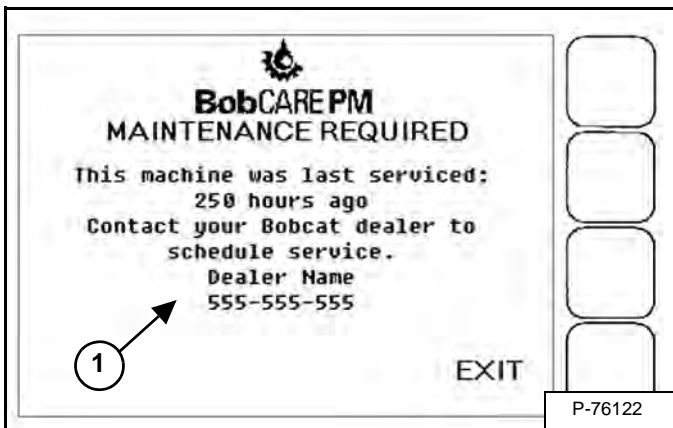 BobCARE PM
MAINTENANCE REQUIRED
This machine was last serviced:
250 hours ago
Contact your Bobcat dealer to
schedule service.
Dealer Name
555-555-555
1
EXIT
P-76122